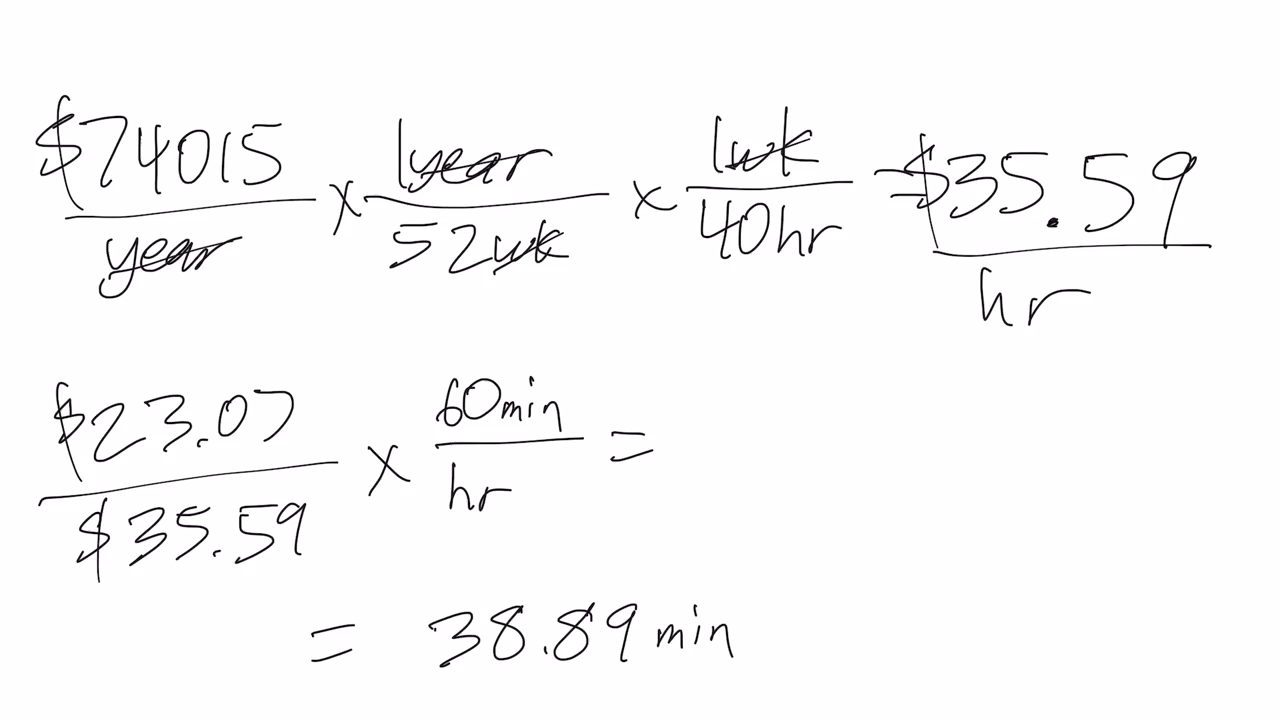 $74015/year × 1year/52wk × 1wk/40hr = $35.59/hr
$23.07/$35.59 × 60min/hr =
= 38.89 min